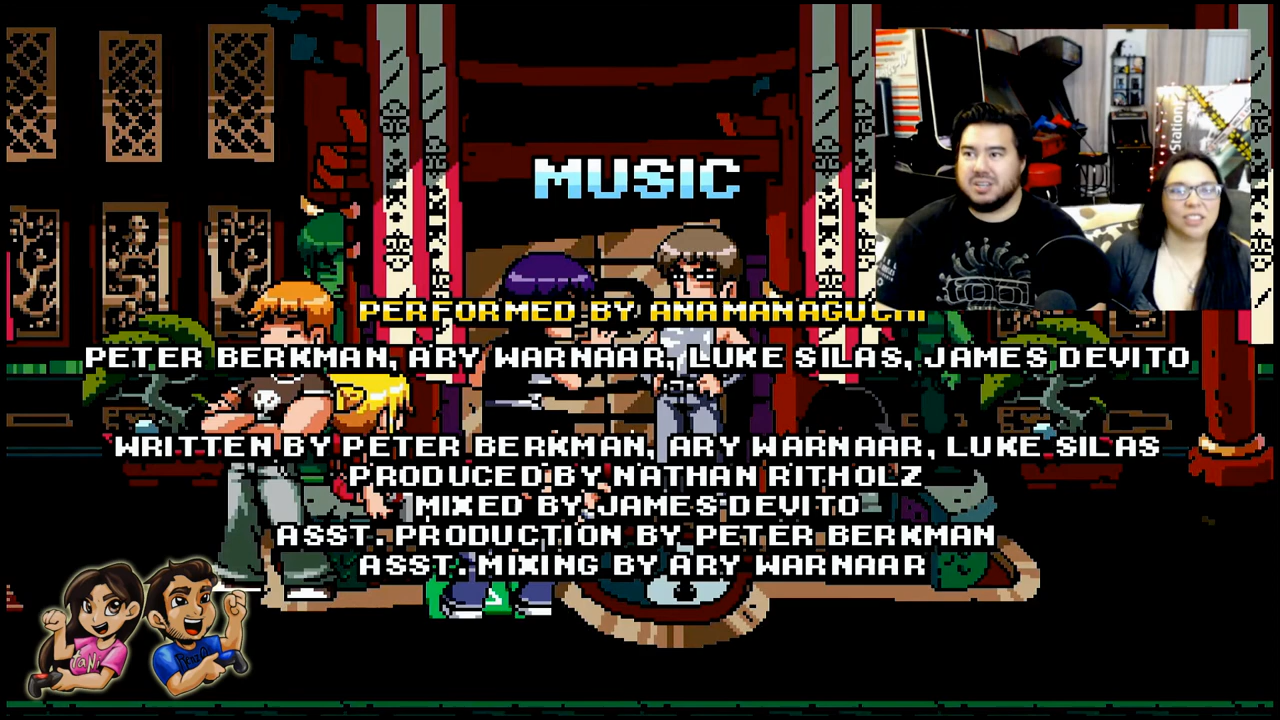 MUSIC
PERFORMED BY ANAMANAGUCHI
PETER BERKMAN, ARY WARNAAR, LUKE SILAS, JAMES DEVITO
WRITTEN BY PETER BERKMAN, ARY WARNAAR, LUKE SILAS
PRODUCED BY NATHAN RITHOLZ
MIXED BY JAMES DEVITO
ASST. PRODUCTION BY PETER BERKMAN
ASST. MIXING BY ARY WARNAAR
Station